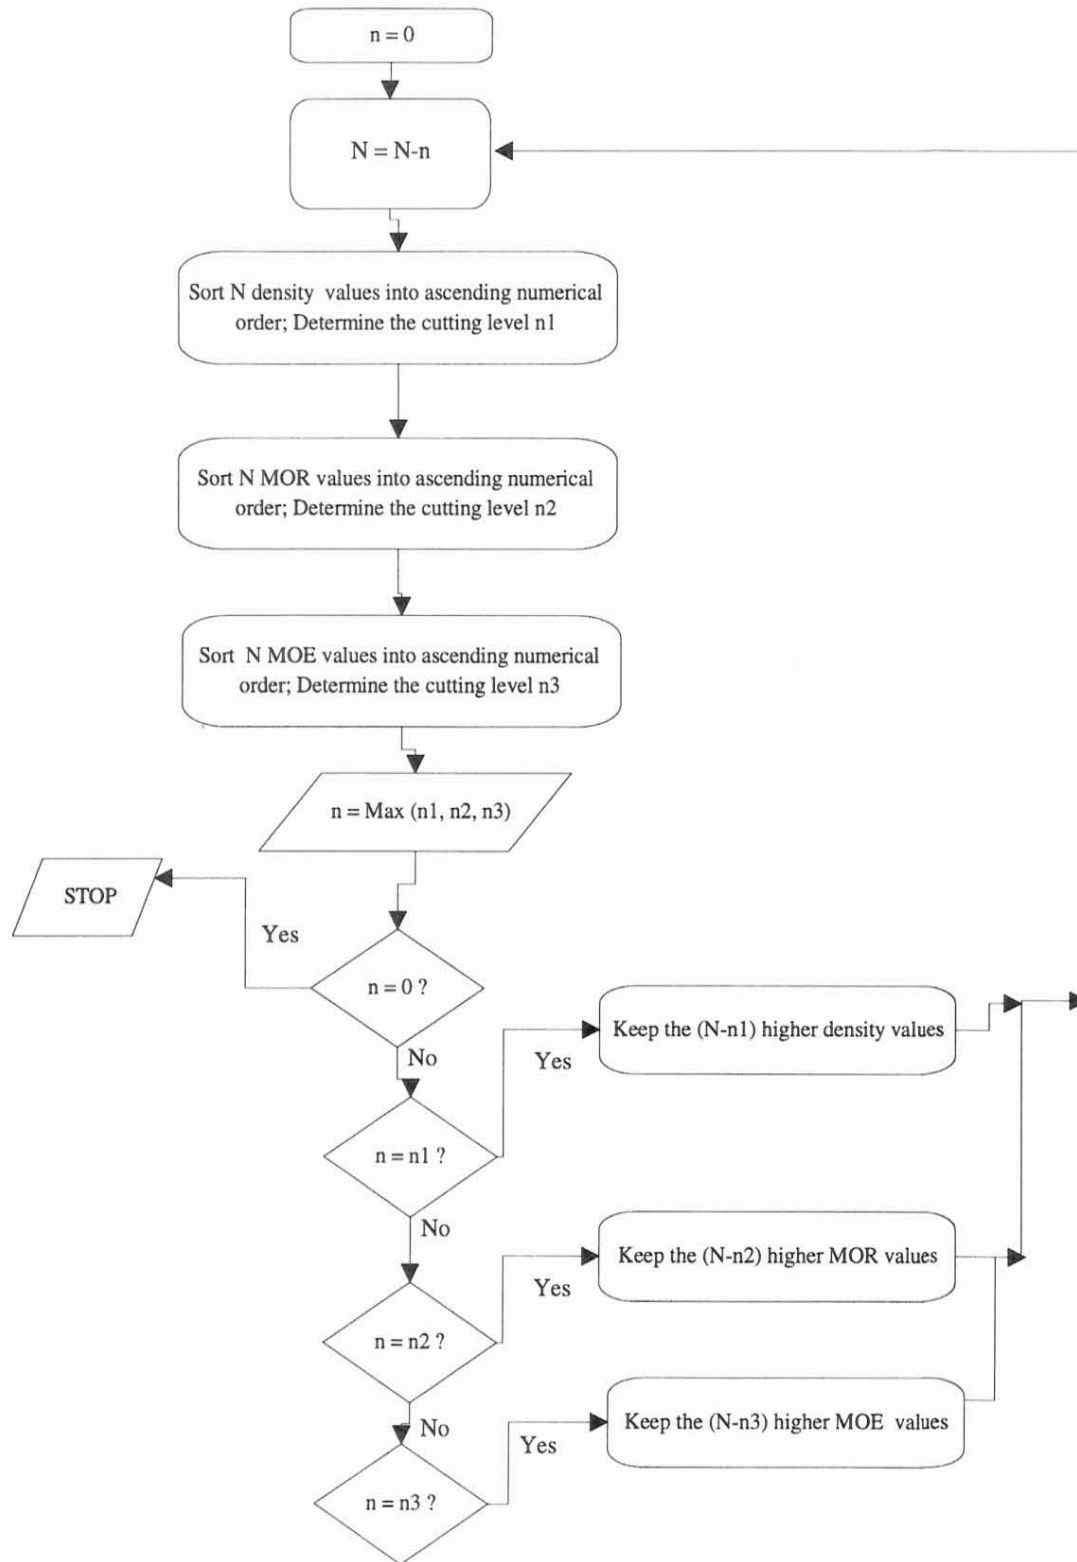 n = 0
N = N-n
Sort N density values into ascending numerical
order; Determine the cutting level n1
Sort N MOR values into ascending numerical
order; Determine the cutting level n2
Sort N MOE values into ascending numerical
order; Determine the cutting level n3
n = Max (n1, n2, n3)
STOP
Yes
n = 0 ?
No
Yes
Keep the (N-n1) higher density values
n = n1 ?
No
Yes
Keep the (N-n2) higher MOR values
n = n2 ?
No
Yes
Keep the (N-n3) higher MOE values
n = n3 ?